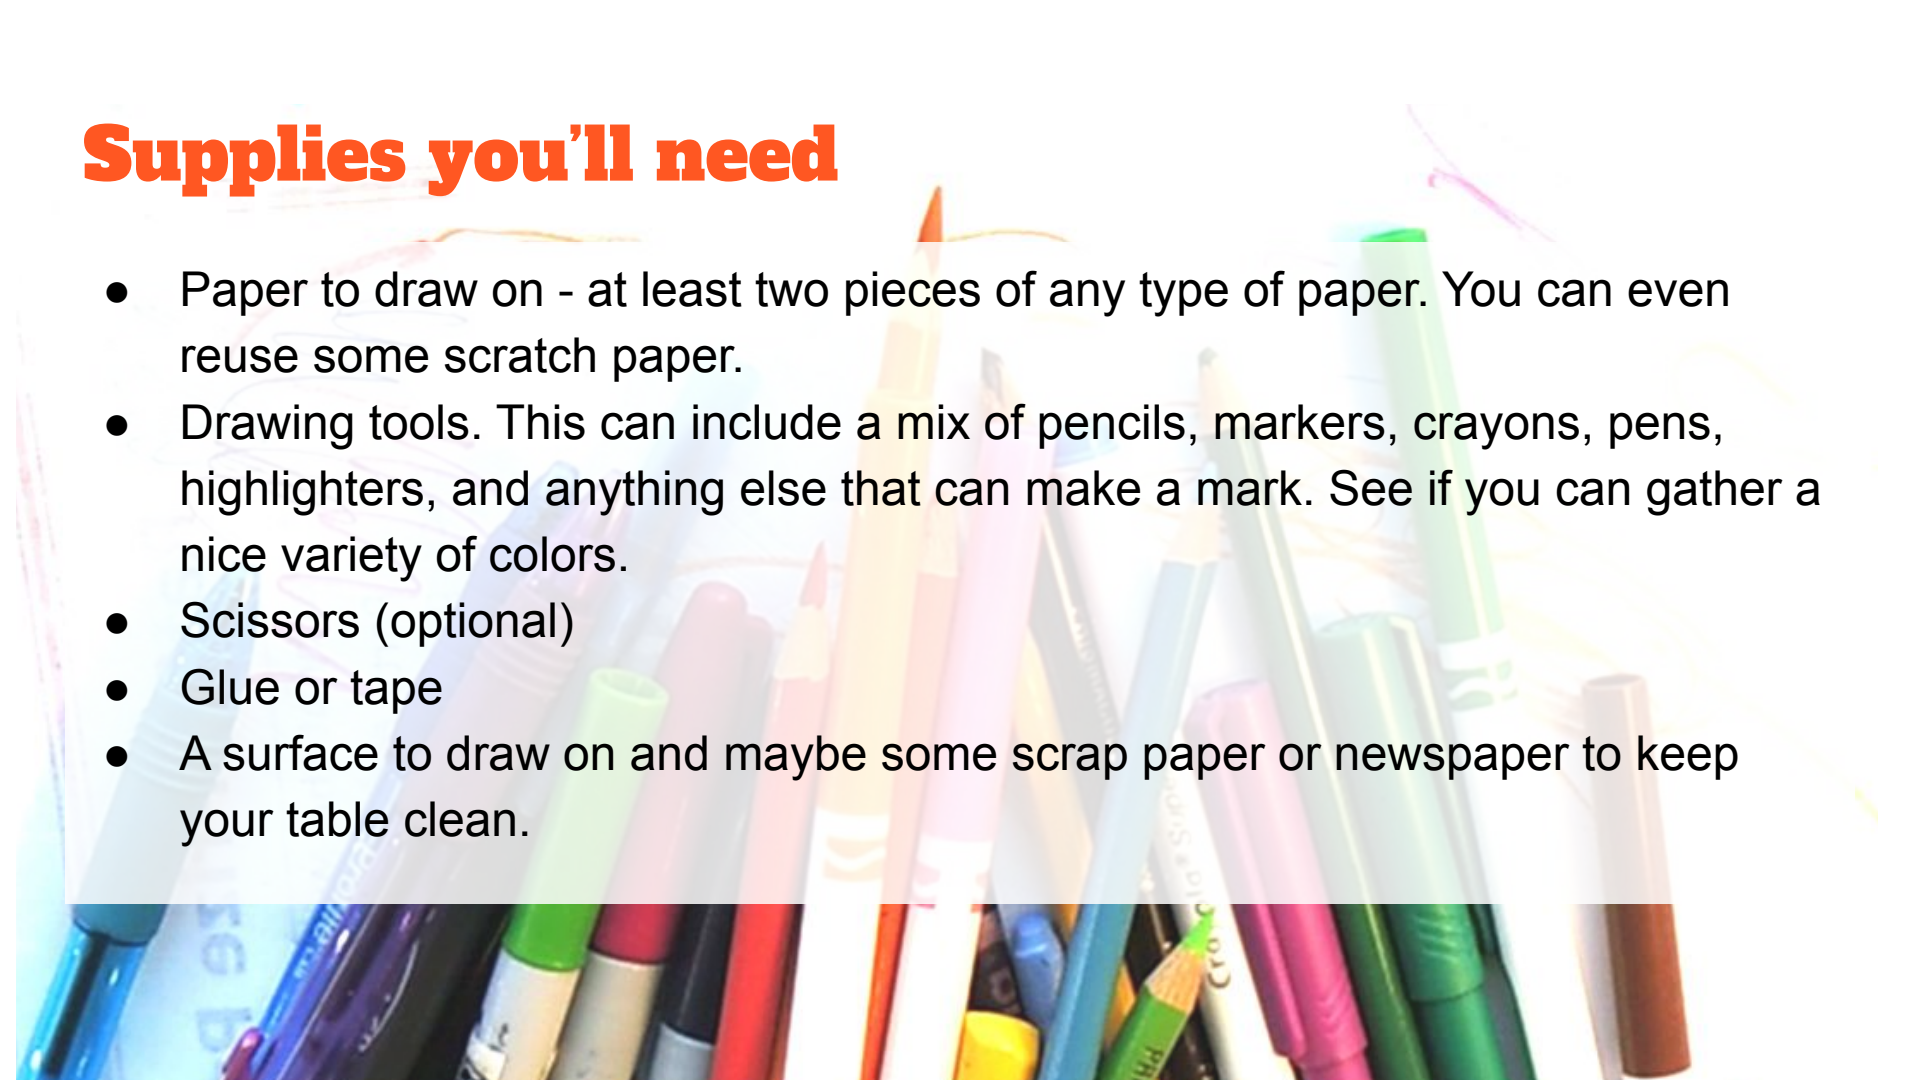 Supplies you’ll need
● Paper to draw on - at least two pieces of any type of paper. You can even
reuse some scratch paper.
● Drawing tools. This can include a mix of pencils, markers, crayons, pens,
highlighters, and anything else that can make a mark. See if you can gather a
nice variety of colors.
● Scissors (optional)
● Glue or tape
● A surface to draw on and maybe some scrap paper or newspaper to keep
your table clean.